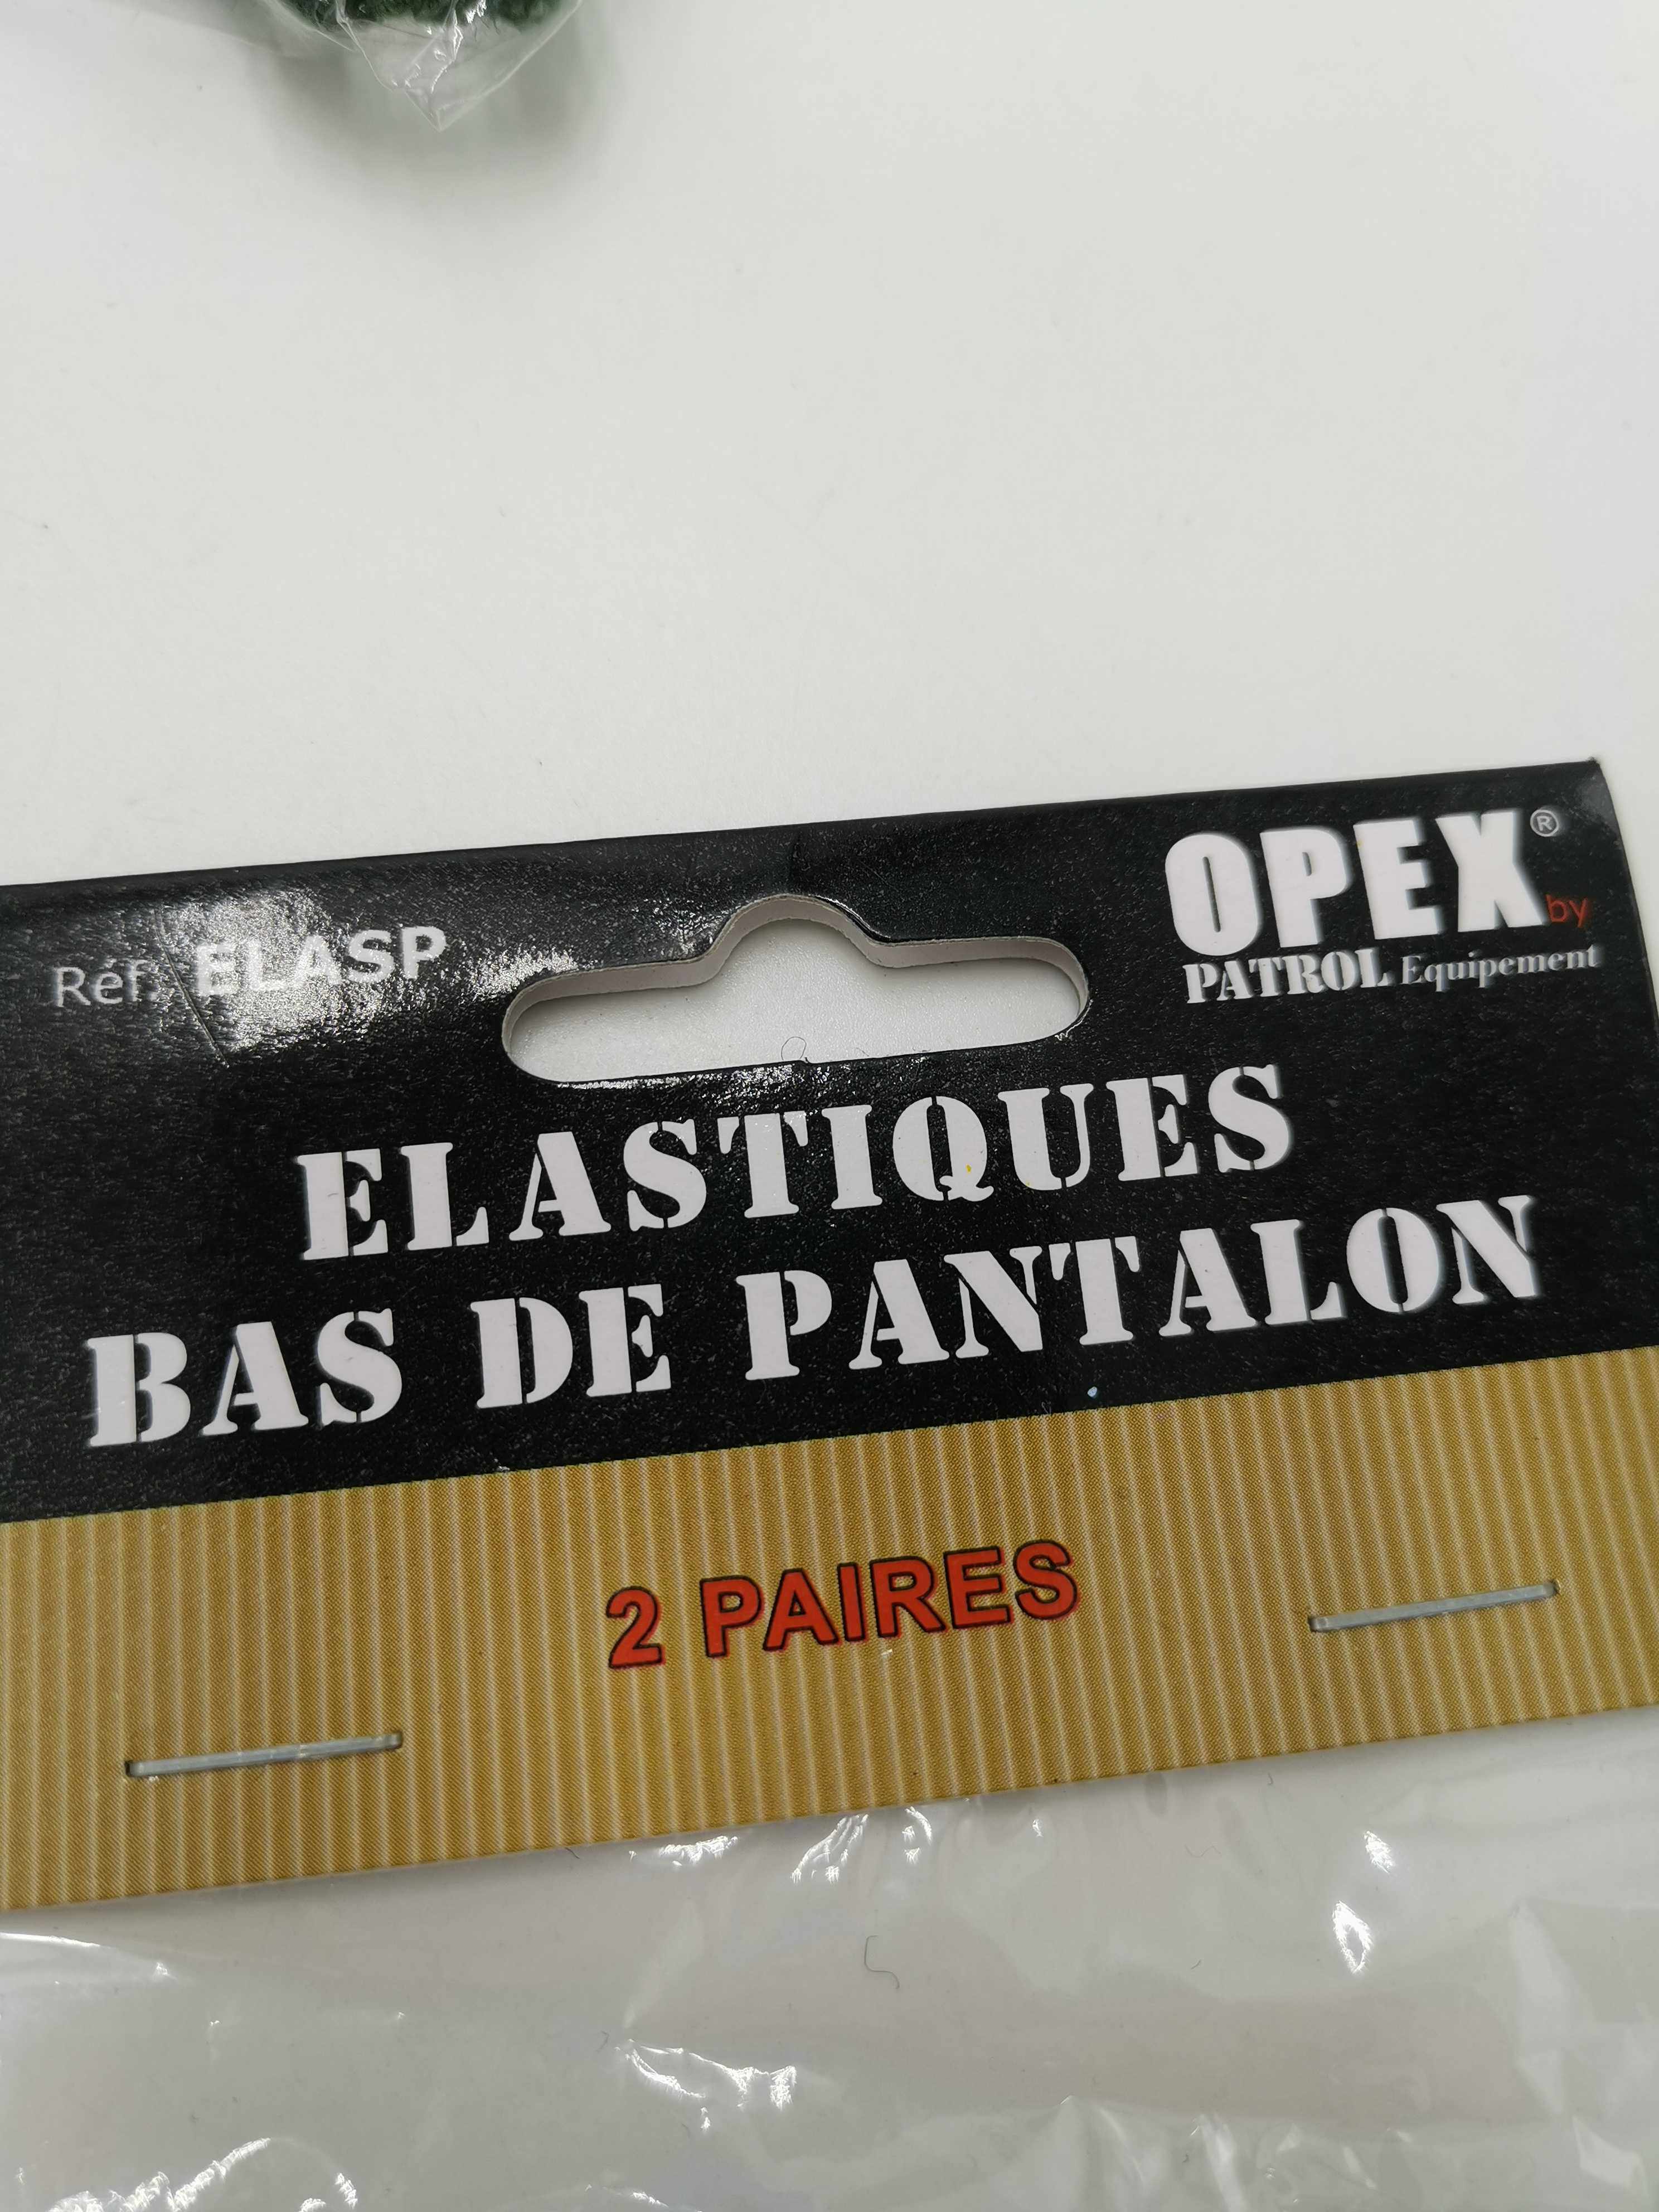 Réf. ELASP
OPEX® by
PATROL Equipement
ELASTIQUES
BAS DE PANTALON
2 PAIRES